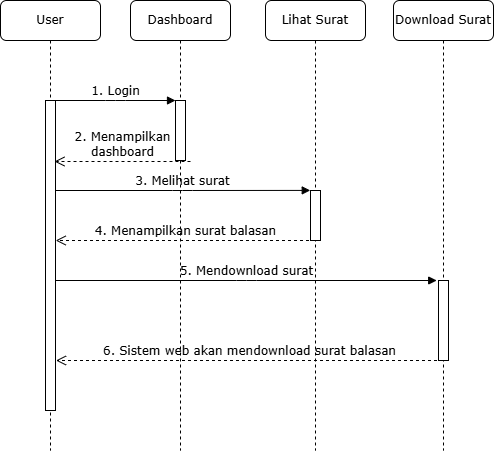 User
Dashboard
Lihat Surat
Download Surat
1. Login
2. Menampilkan
dashboard
3. Melihat surat
4. Menampilkan surat balasan
5. Mendownload surat
6. Sistem web akan mendownload surat balasan